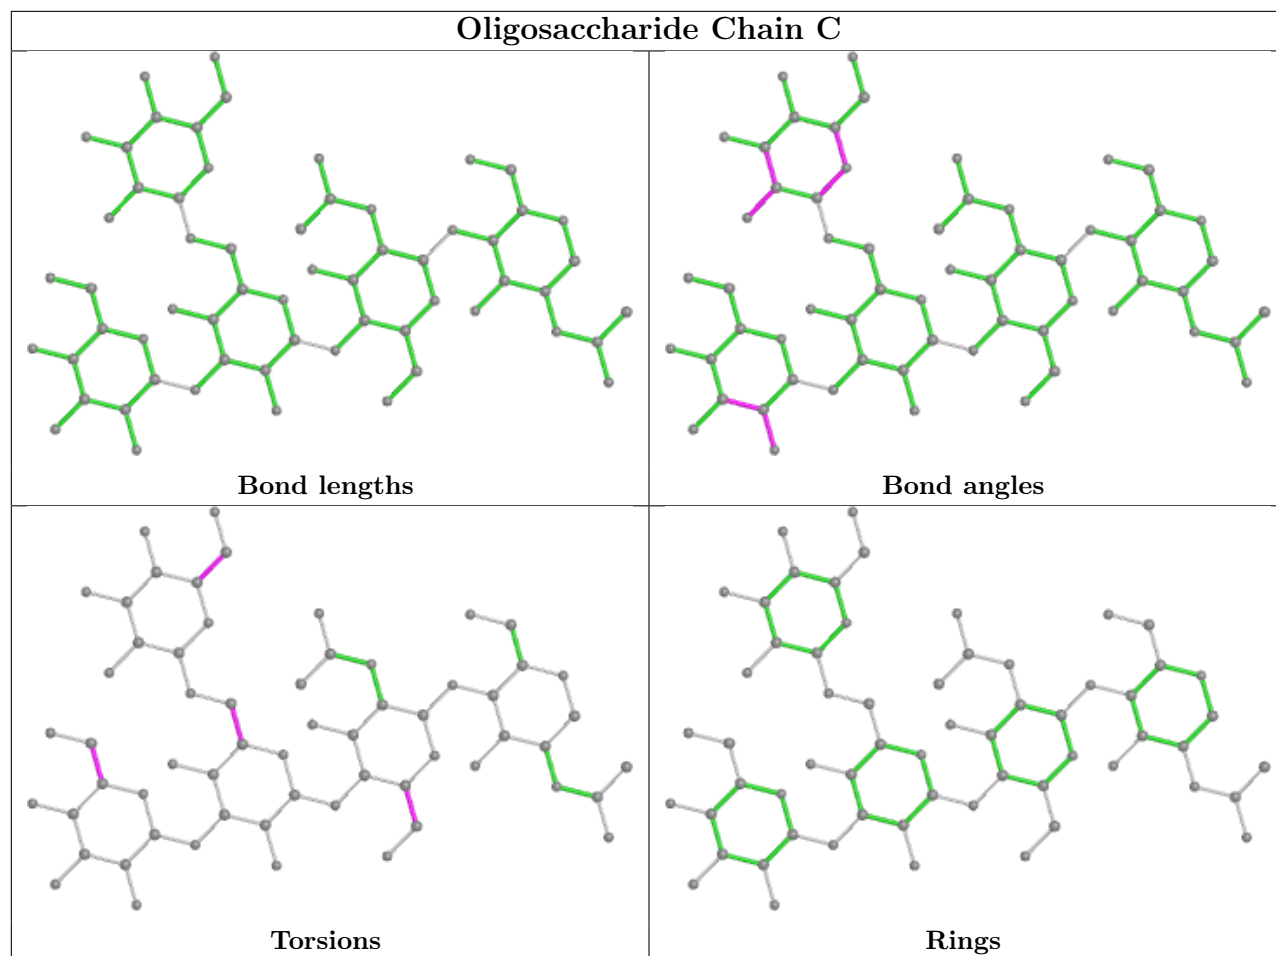 Oligosaccharide Chain C
Bond lengths
Bond angles
Torsions
Rings